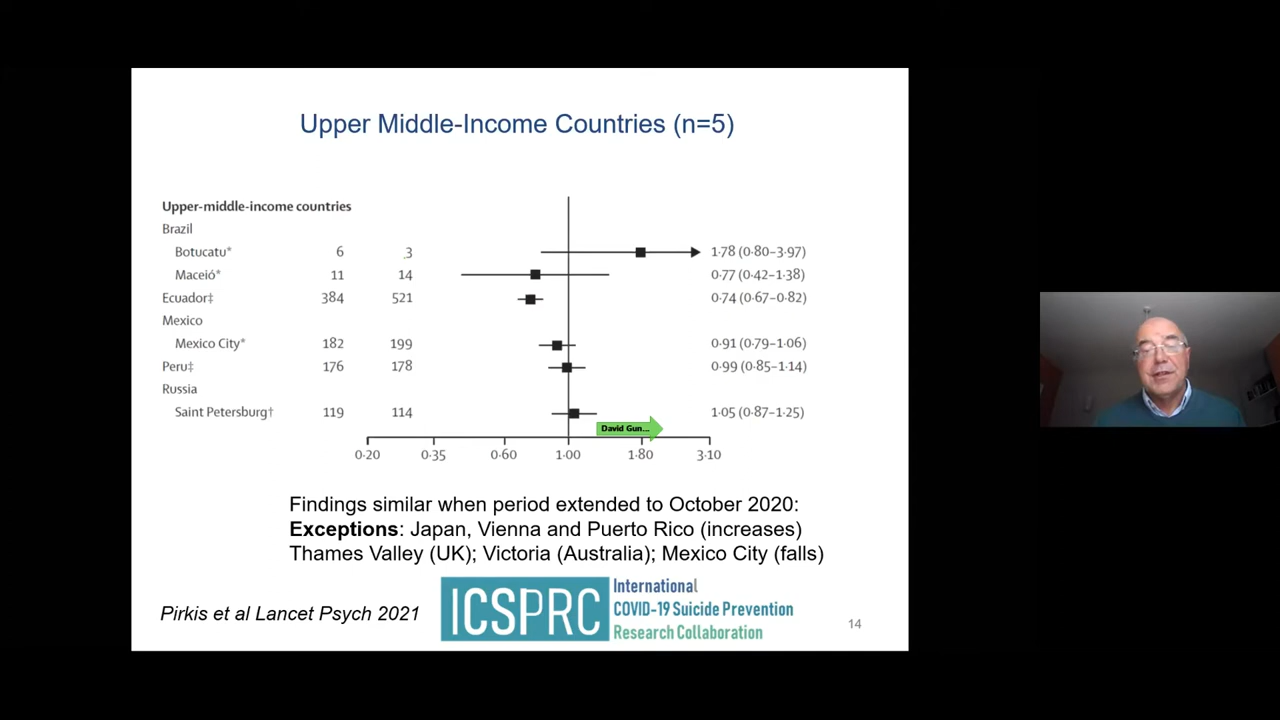 Upper Middle-Income Countries (n=5)
Upper-middle-income countries
Brazil
Botucatu* 6 3 1·78 (0·80–3·97)
Maceió* 11 14 0·77 (0·42–1·38)
Ecuador‡ 384 521 0·74 (0·67–0·82)
Mexico
Mexico City* 182 199 0·91 (0·79–1·06)
Peru‡ 176 178 0·99 (0·85–1·14)
Russia
Saint Petersburg† 119 114 1·05 (0·87–1·25)
David Gun...
0·20 0·35 0·60 1·00 1·80 3·10
Findings similar when period extended to October 2020:
Exceptions: Japan, Vienna and Puerto Rico (increases)
Thames Valley (UK); Victoria (Australia); Mexico City (falls)
Pirkis et al Lancet Psych 2021
ICSPRC
International
COVID-19 Suicide Prevention
Research Collaboration
14